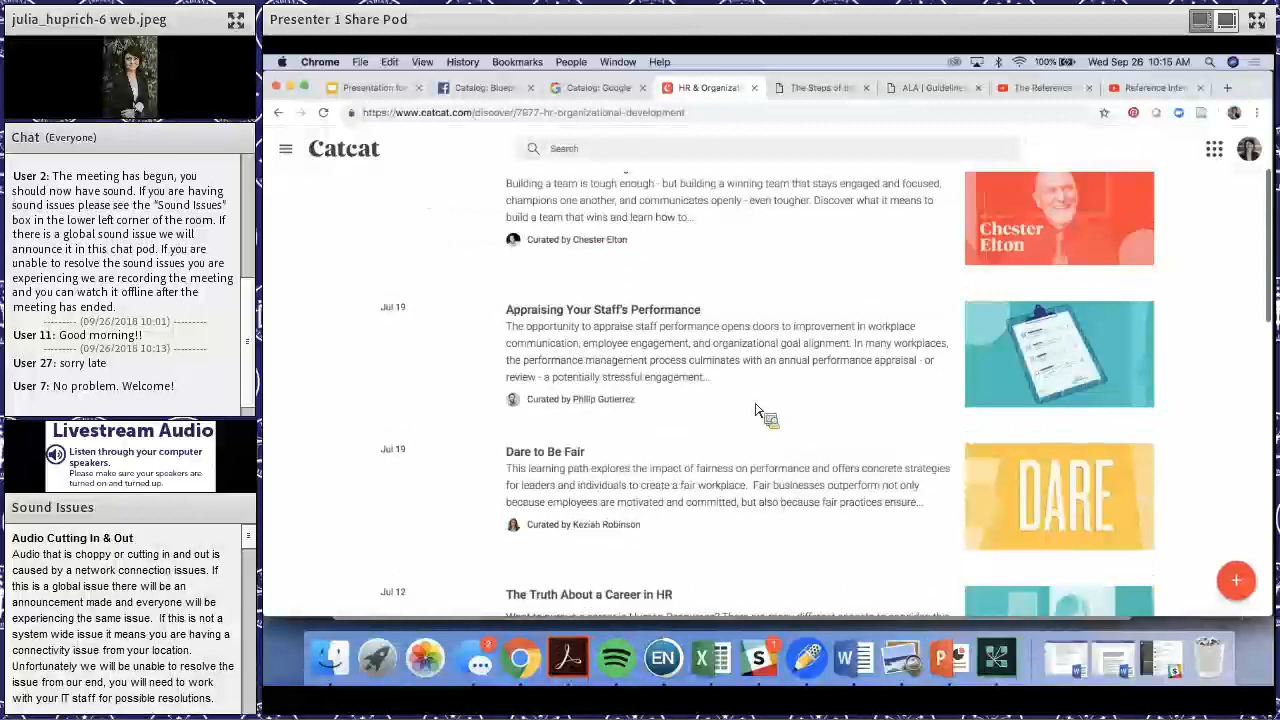 julia_huprich-6 web.jpeg
Chat (Everyone)
User 2: The meeting has begun, you
should now have sound. If you are having
sound issues please see the "Sound Issues"
box in the lower left corner of the room. If
there is a global sound issue we will
announce it in this chat pod. If you are
unable to resolve the sound issues you are
experiencing we are recording the meeting
and you can watch it offline after the
meeting has ended.
-------- (09/26/2018 10:01) --------
User 11: Good morning!!
-------- (09/26/2018 10:13) --------
User 27: sorry late
User 7: No problem. Welcome!
Livestream Audio
Listen through your computer
speakers.
Please make sure your speakers are
turned on and turned up.
Sound Issues
Audio Cutting In & Out
Audio that is choppy or cutting in and out is
caused by a network connection issues. If
this is a global issue there will be an
announcement made and everyone will be
experiencing the same issue. If this is not a
system wide issue it means you are having a
connectivity issue from your location.
Unfortunately we will be unable to resolve the
issue from our end, you will need to work
with your IT staff for possible resolutions.
Presenter 1 Share Pod
Chrome File Edit View History Bookmarks People Window Help 100% Wed Sep 26 10:15 AM
Presentation for Catalog: Bluep Catalog: Google HR & Organizat The Steps of th ALA | Guideline The Reference Reference Inter
https://www.catcat.com/discover/7877-hr-organizational-development
Catcat
Search
Building a team is tough enough - but building a winning team that stays engaged and focused,
champions one another, and communicates openly - even tougher. Discover what it means to
build a team that wins and learn how to...
Curated by Chester Elton
Chester
Elton
Jul 19
Appraising Your Staff's Performance
The opportunity to appraise staff performance opens doors to improvement in workplace
communication, employee engagement, and organizational goal alignment. In many workplaces,
the performance management process culminates with an annual performance appraisal - or
review - a potentially stressful engagement...
Curated by Philip Gutierrez
Jul 19
Dare to Be Fair
This learning path explores the impact of fairness on performance and offers concrete strategies
for leaders and individuals to create a fair workplace. Fair businesses outperform not only
because employees are motivated and committed, but also because fair practices ensure...
Curated by Keziah Robinson
DARE
Jul 12
The Truth About a Career in HR
3
EN
1